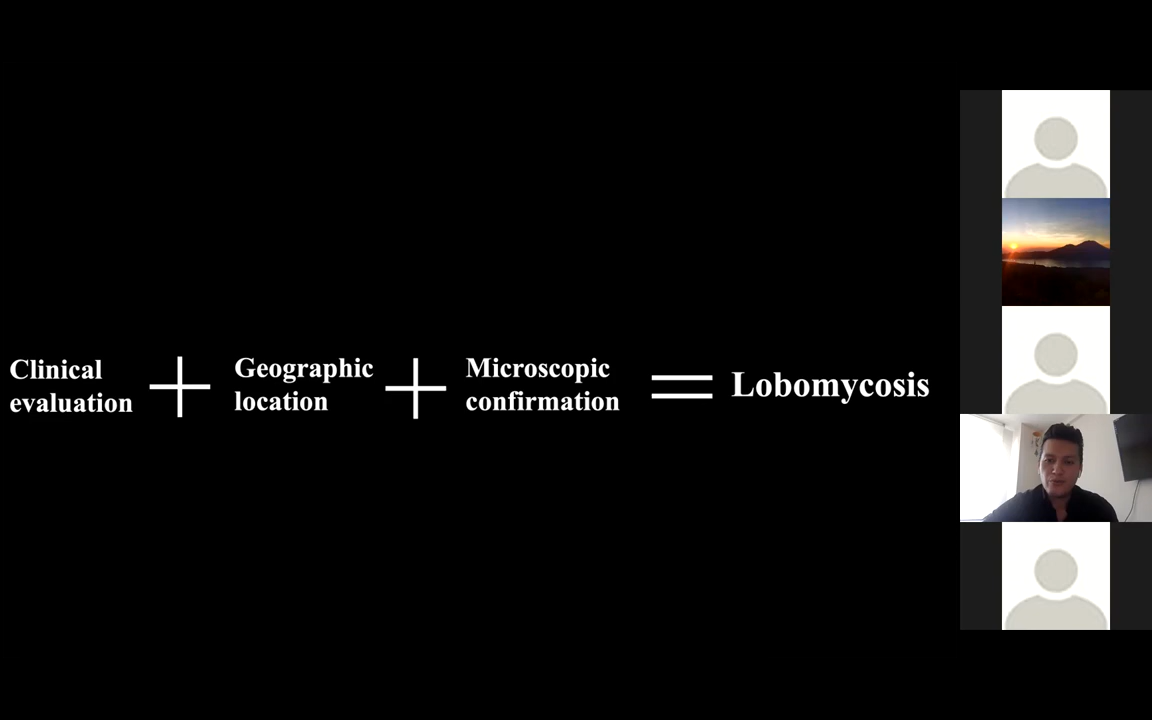 Clinical
evaluation
Geographic
location
Microscopic
confirmation
Lobomycosis